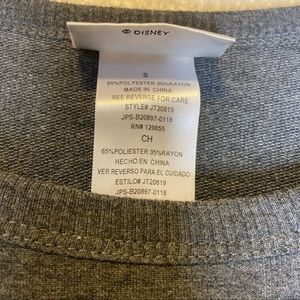 © DISNEY
S
65%POLYESTER 35%RAYON
MADE IN CHINA
SEE REVERSE FOR CARE
STYLE# JT20819
JPS-B20897-0118
RN# 129855
CH
65%POLIESTER 35%RAYON
HECHO EN CHINA
VER REVERSO PARA EL CUIDADO
ESTILO# JT20819
JPS-B20897-0118